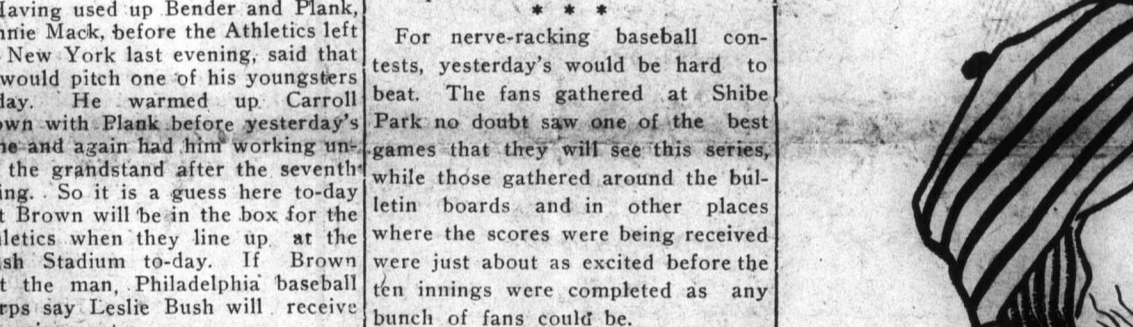 Having used up Bender and Plank,
nnie Mack, before the Athletics left
New York last evening, said that
would pitch one of his youngsters
day. He warmed up Carroll
own with Plank before yesterday's
ne and again had him working un-
the grandstand after the seventh
ing. So it is a guess here to-day
t Brown will be in the box for the
letics when they line up at the
sh Stadium to-day. If Brown
t the man, Philadelphia baseball
rps say Leslie Bush will receive
* * *
For nerve-racking baseball con-
tests, yesterday's would be hard to
beat. The fans gathered at Shibe
Park no doubt saw one of the best
games that they will see this series,
while those gathered around the bul-
letin boards and in other places
where the scores were being received
were just about as excited before the
ten innings were completed as any
bunch of fans could be.